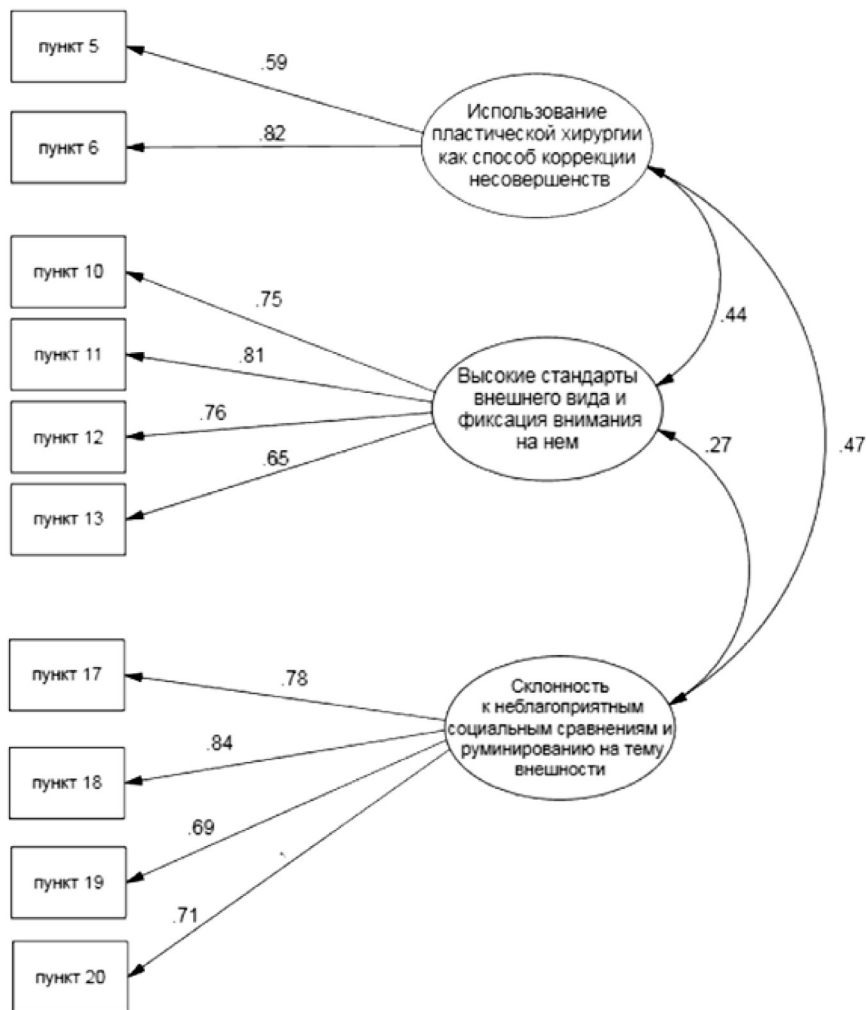 пункт 5
.59
Использование
пластической хирургии
как способ коррекции
несовершенств
пункт 6
.82
пункт 10
.75
.44
пункт 11
.81
Высокие стандарты
внешнего вида и
фиксация внимания
на нем
пункт 12
.76
.27
.47
пункт 13
.65
пункт 17
.78
Склонность
к неблагоприятным
социальным сравнениям и
руминированию на тему
внешности
пункт 18
.84
пункт 19
.69
пункт 20
.71